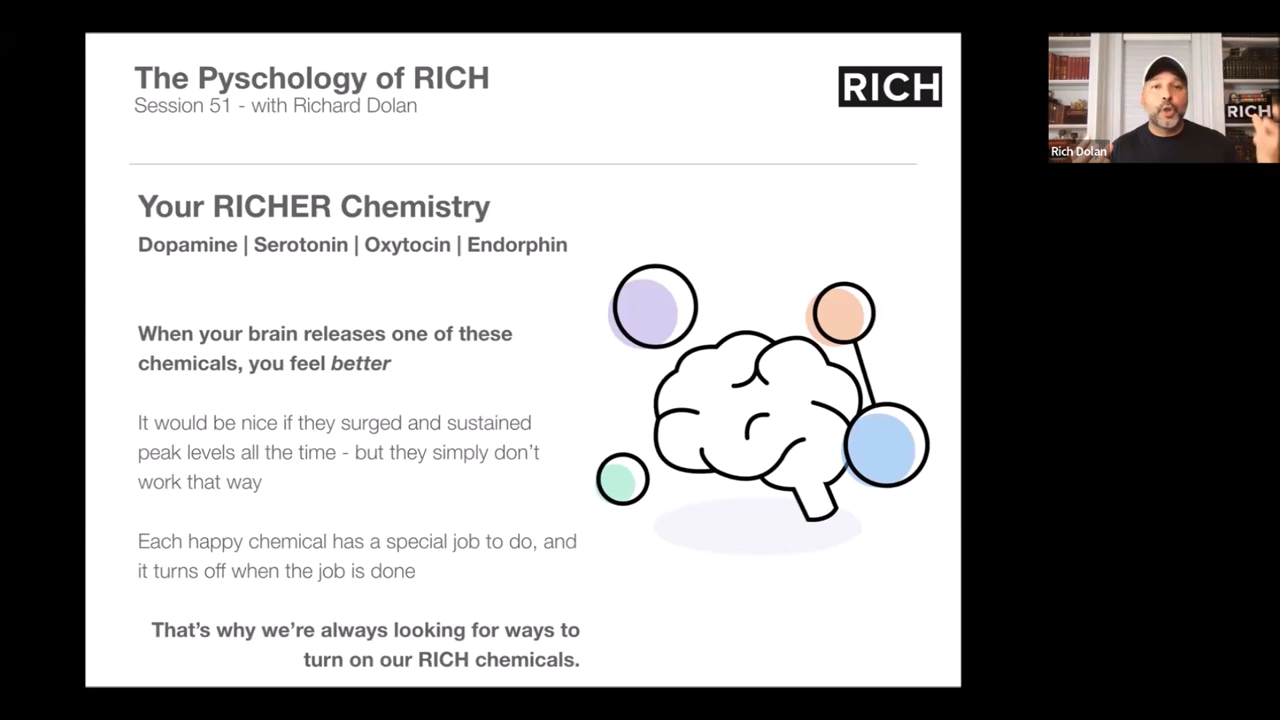 The Pyschology of RICH
Session 51 - with Richard Dolan
RICH
Your RICHER Chemistry
Dopamine | Serotonin | Oxytocin | Endorphin
When your brain releases one of these
chemicals, you feel better
It would be nice if they surged and sustained
peak levels all the time - but they simply don't
work that way
Each happy chemical has a special job to do, and
it turns off when the job is done
That's why we're always looking for ways to
turn on our RICH chemicals.
RICH
Rich Dolan